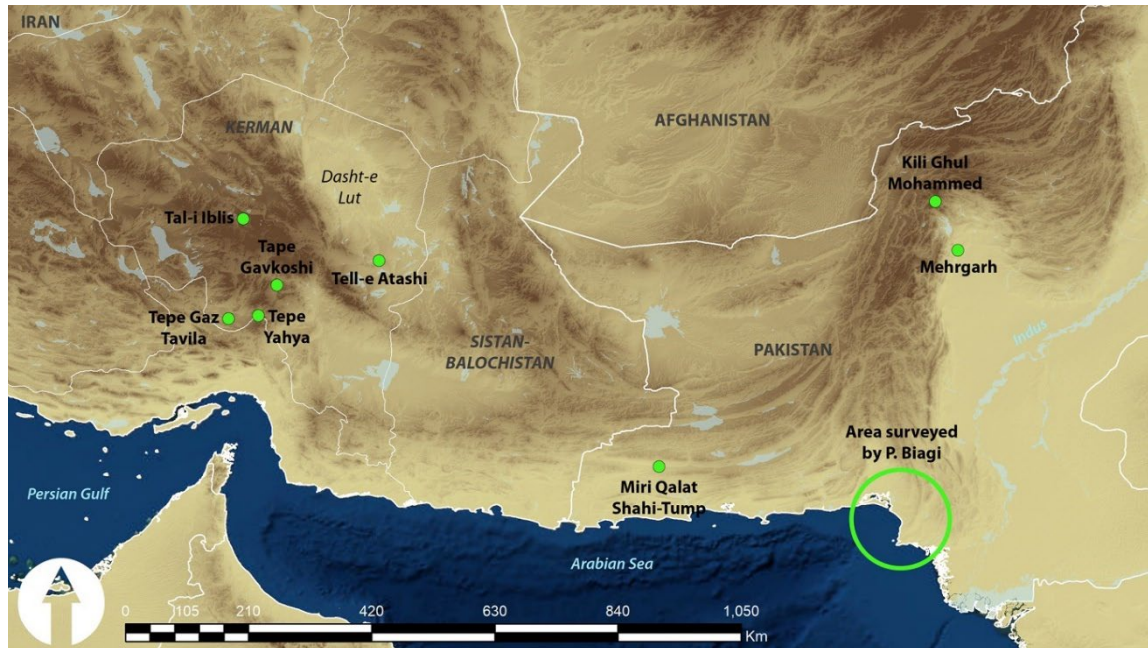 IRAN
KERMAN
AFGHANISTAN
Dasht-e
Lut
Kili Ghul
Mohammed
Tal-i Iblis
Tape
Gavkoshi
Tell-e Atashi
Mehrgarh
Tepe Gaz
Tavila
Tepe
Yahya
SISTAN-
BALOCHISTAN
PAKISTAN
Indus
Area surveyed
by P. Biagi
Persian Gulf
Miri Qalat
Shahi-Tump
Arabian Sea
0 1105 210 420 630 840 1,050
Km